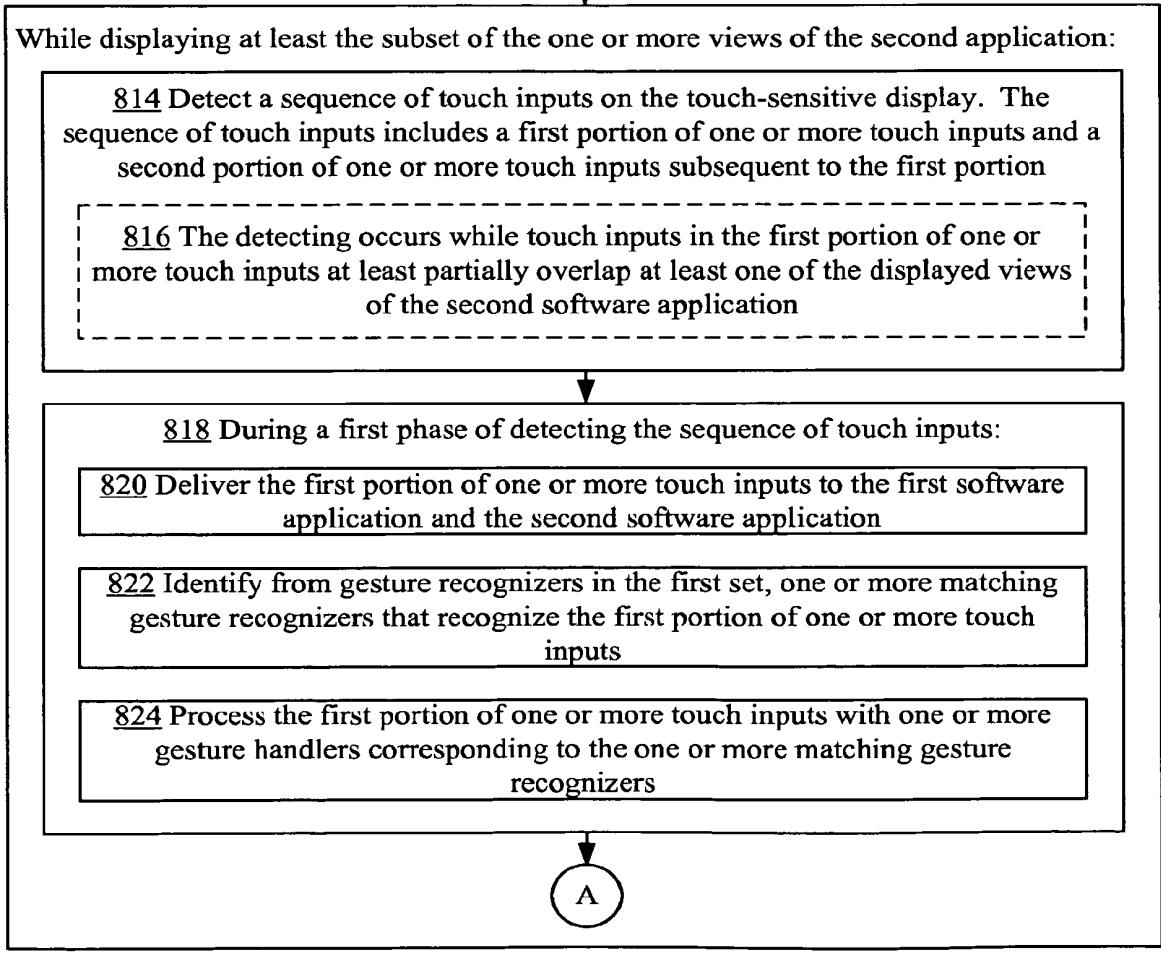 While displaying at least the subset of the one or more views of the second application:
814 Detect a sequence of touch inputs on the touch-sensitive display. The
sequence of touch inputs includes a first portion of one or more touch inputs and a
second portion of one or more touch inputs subsequent to the first portion
816 The detecting occurs while touch inputs in the first portion of one or
more touch inputs at least partially overlap at least one of the displayed views
of the second software application
818 During a first phase of detecting the sequence of touch inputs:
820 Deliver the first portion of one or more touch inputs to the first software
application and the second software application
822 Identify from gesture recognizers in the first set, one or more matching
gesture recognizers that recognize the first portion of one or more touch
inputs
824 Process the first portion of one or more touch inputs with one or more
gesture handlers corresponding to the one or more matching gesture
recognizers
A